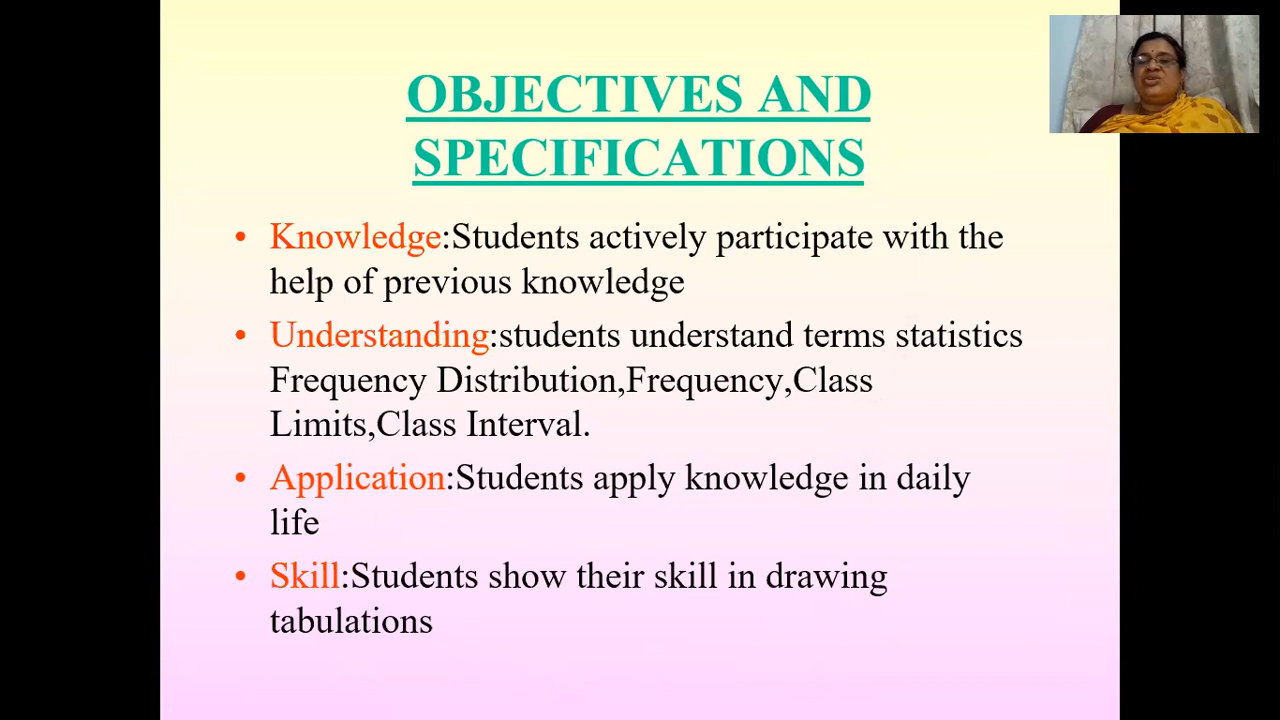 OBJECTIVES AND
SPECIFICATIONS
• Knowledge:Students actively participate with the
help of previous knowledge
• Understanding:students understand terms statistics
Frequency Distribution,Frequency,Class
Limits,Class Interval.
• Application:Students apply knowledge in daily
life
• Skill:Students show their skill in drawing
tabulations